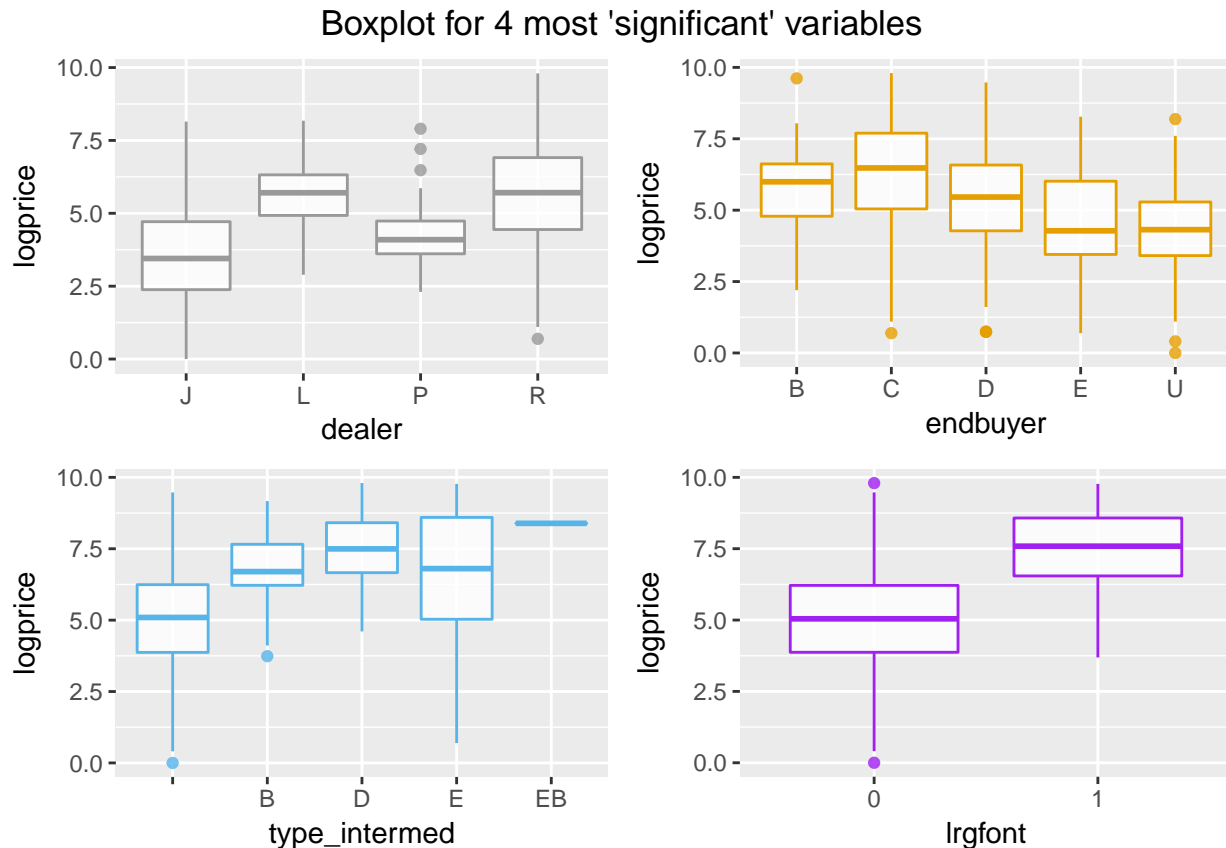 Boxplot for 4 most 'significant' variables
10.0
7.5
5.0
2.5
0.0
logprice
J L P R
dealer
10.0
7.5
5.0
2.5
0.0
logprice
B C D E U
endbuyer
10.0
7.5
5.0
2.5
0.0
logprice
B D E EB
type_intermed
10.0
7.5
5.0
2.5
0.0
logprice
0 1
lrgfont